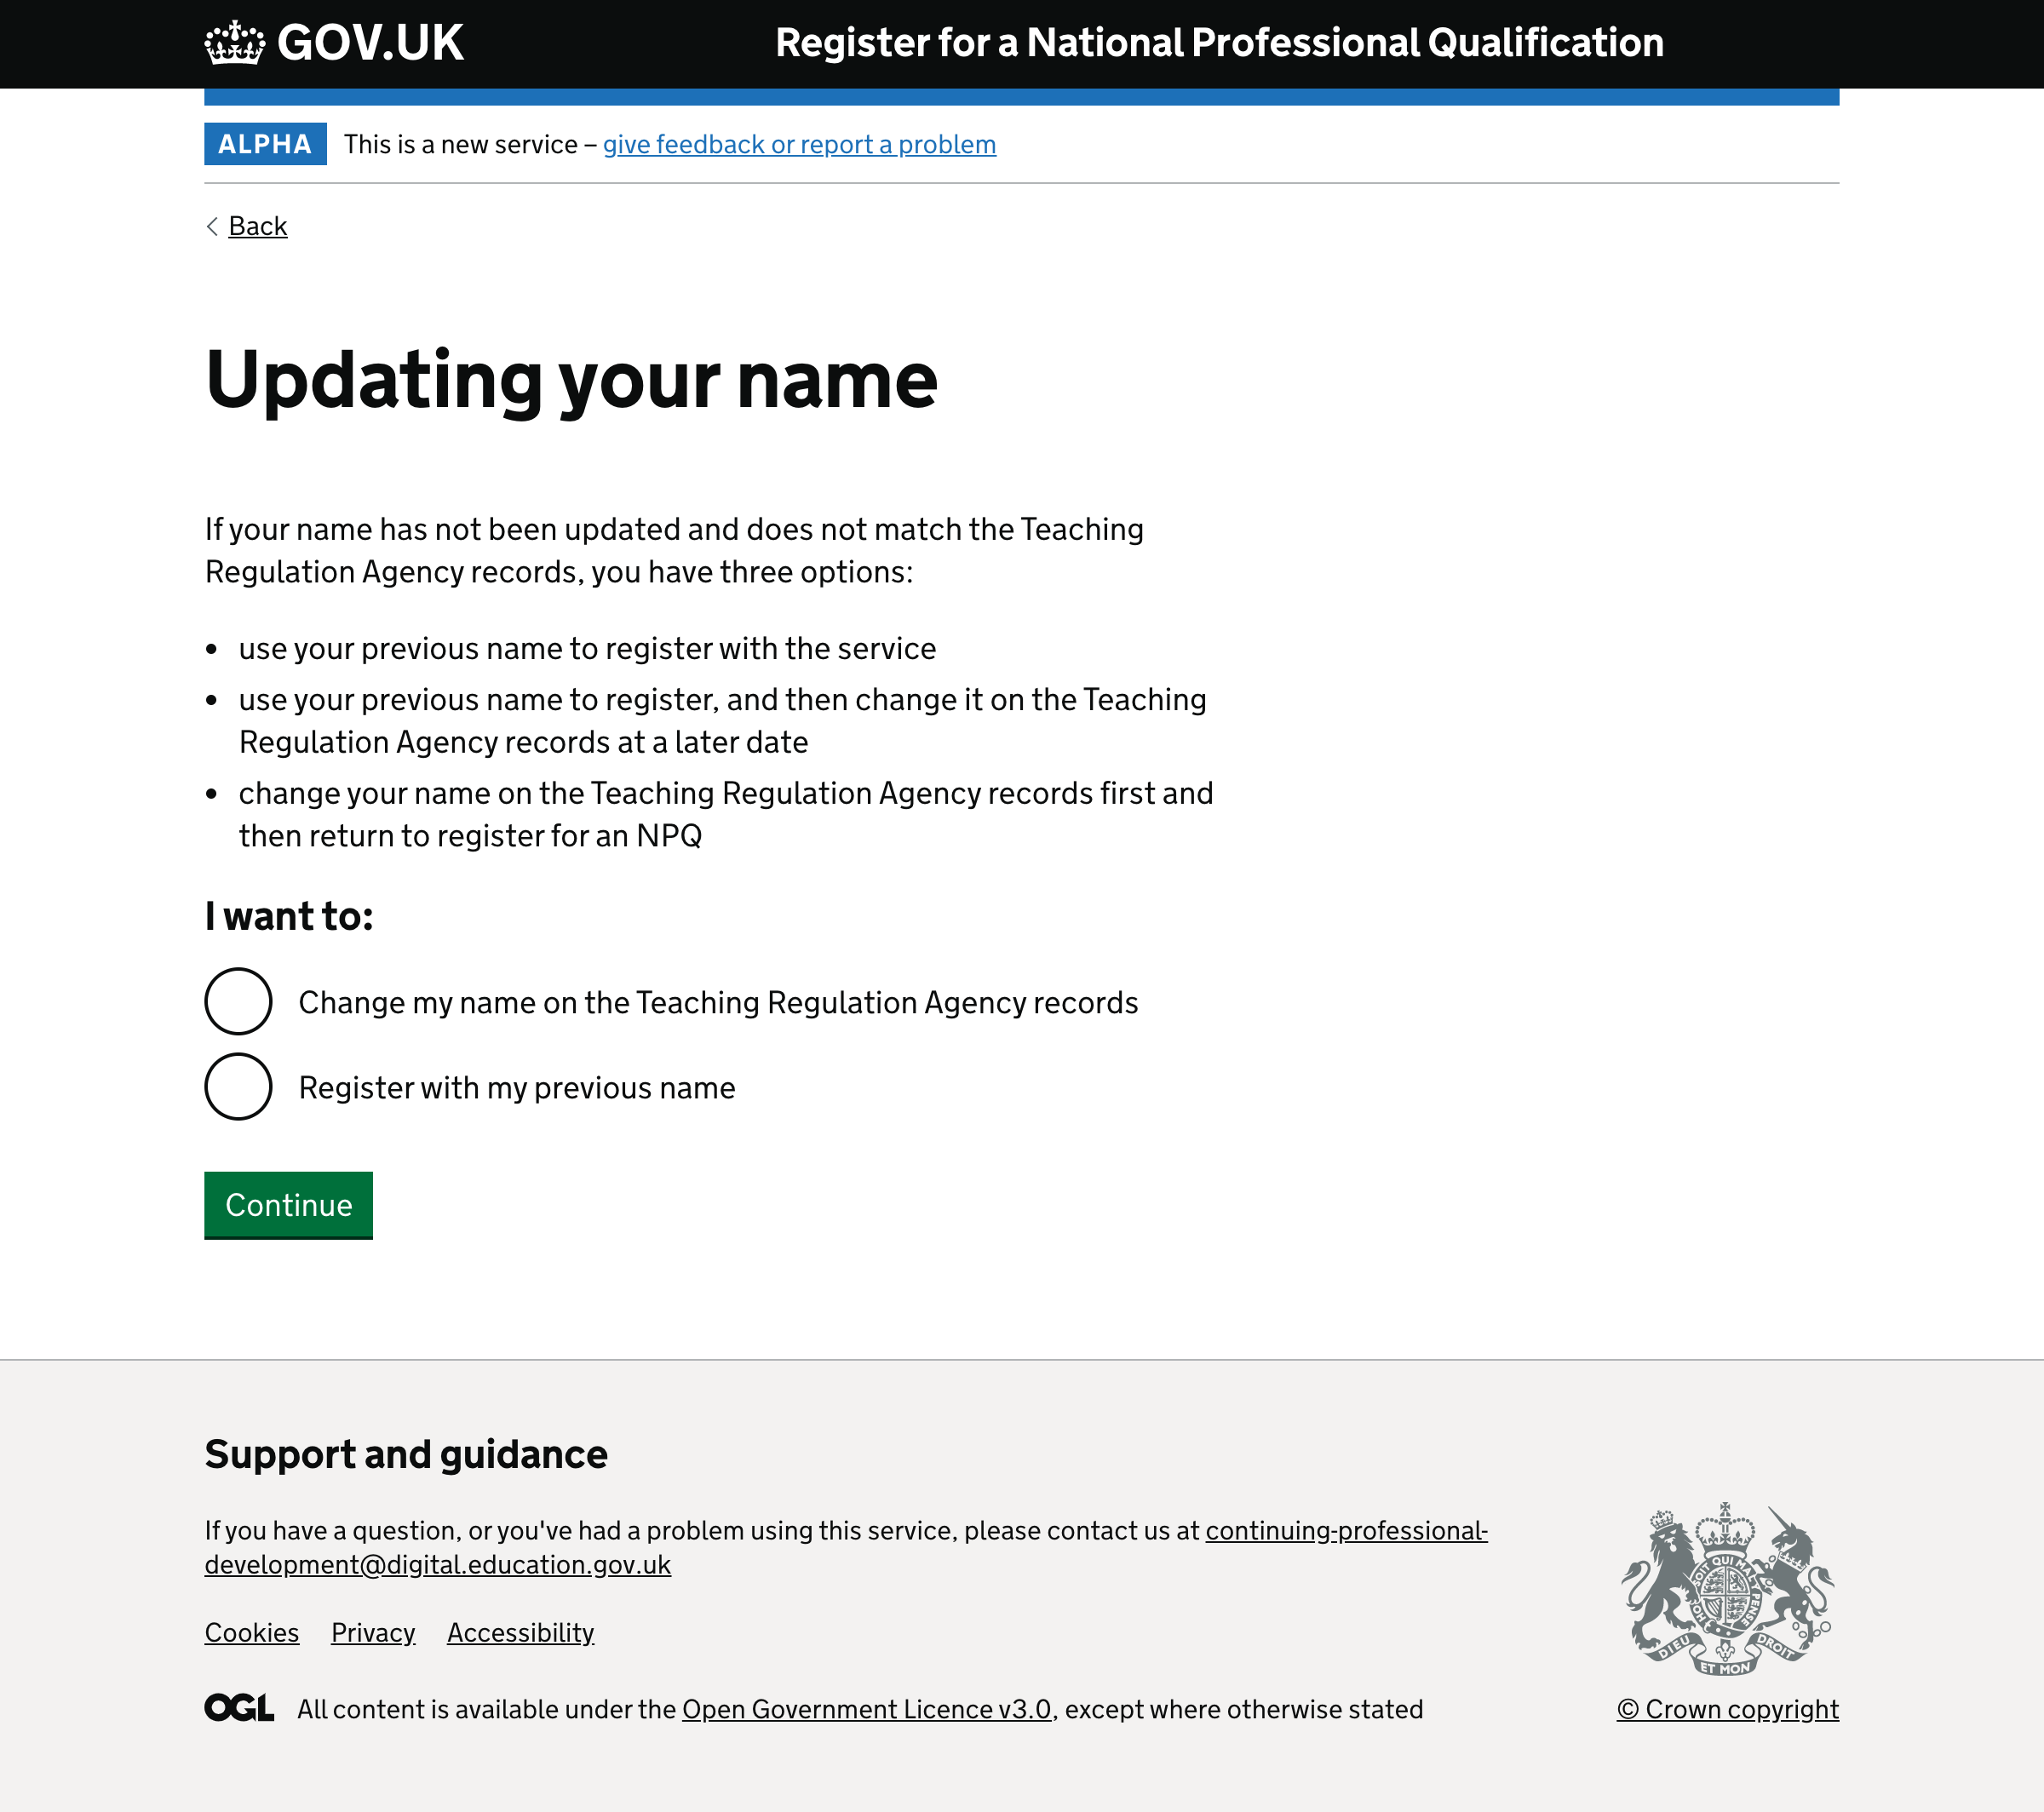 GOV.UK
Register for a National Professional Qualification
ALPHA
This is a new service – give feedback or report a problem
Back
Updating your name
If your name has not been updated and does not match the Teaching
Regulation Agency records, you have three options:
• use your previous name to register with the service
• use your previous name to register, and then change it on the Teaching
Regulation Agency records at a later date
• change your name on the Teaching Regulation Agency records first and
then return to register for an NPQ
I want to:
Change my name on the Teaching Regulation Agency records
Register with my previous name
Continue
Support and guidance
If you have a question, or you've had a problem using this service, please contact us at continuing-professional-
development@digital.education.gov.uk
Cookies Privacy Accessibility
OGL All content is available under the Open Government Licence v3.0, except where otherwise stated
DIEU ET MON DROIT
© Crown copyright